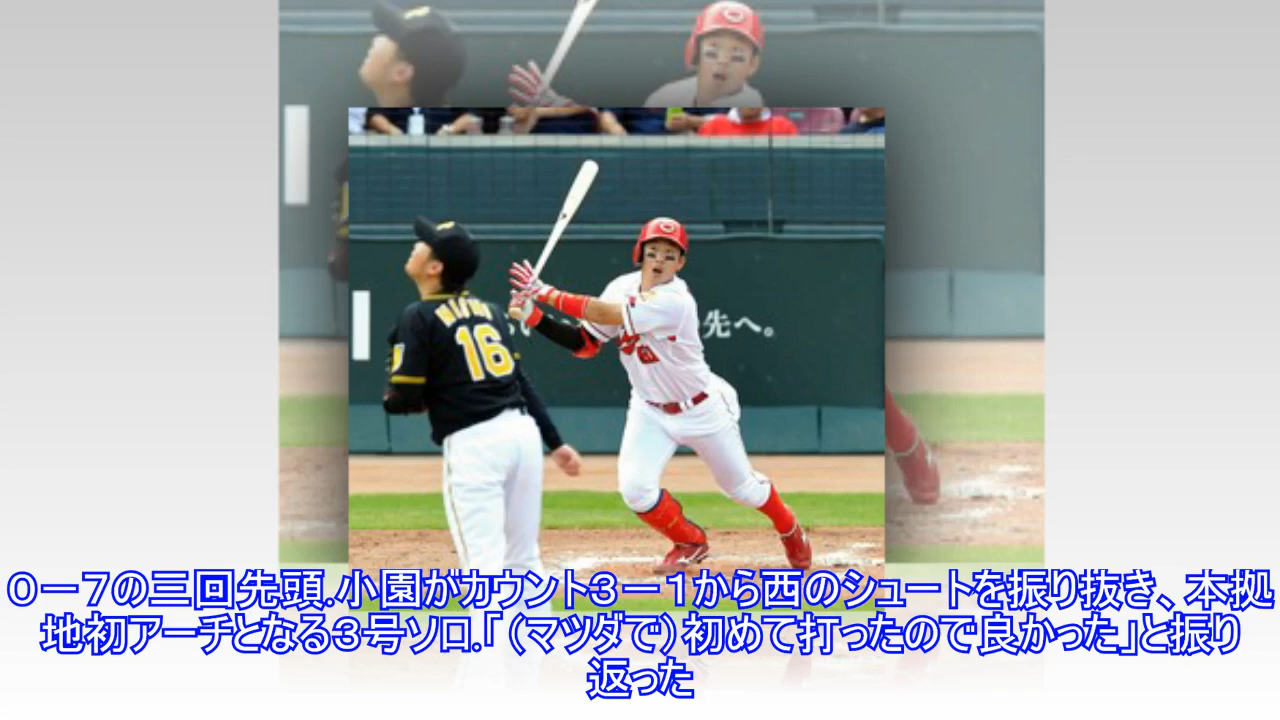 先へ。
16
０－７の三回先頭.小園がカウント３－１から西のシュートを振り抜き、本拠
地初アーチとなる３号ソロ.「（マツダで）初めて打ったので良かった」と振り
返った